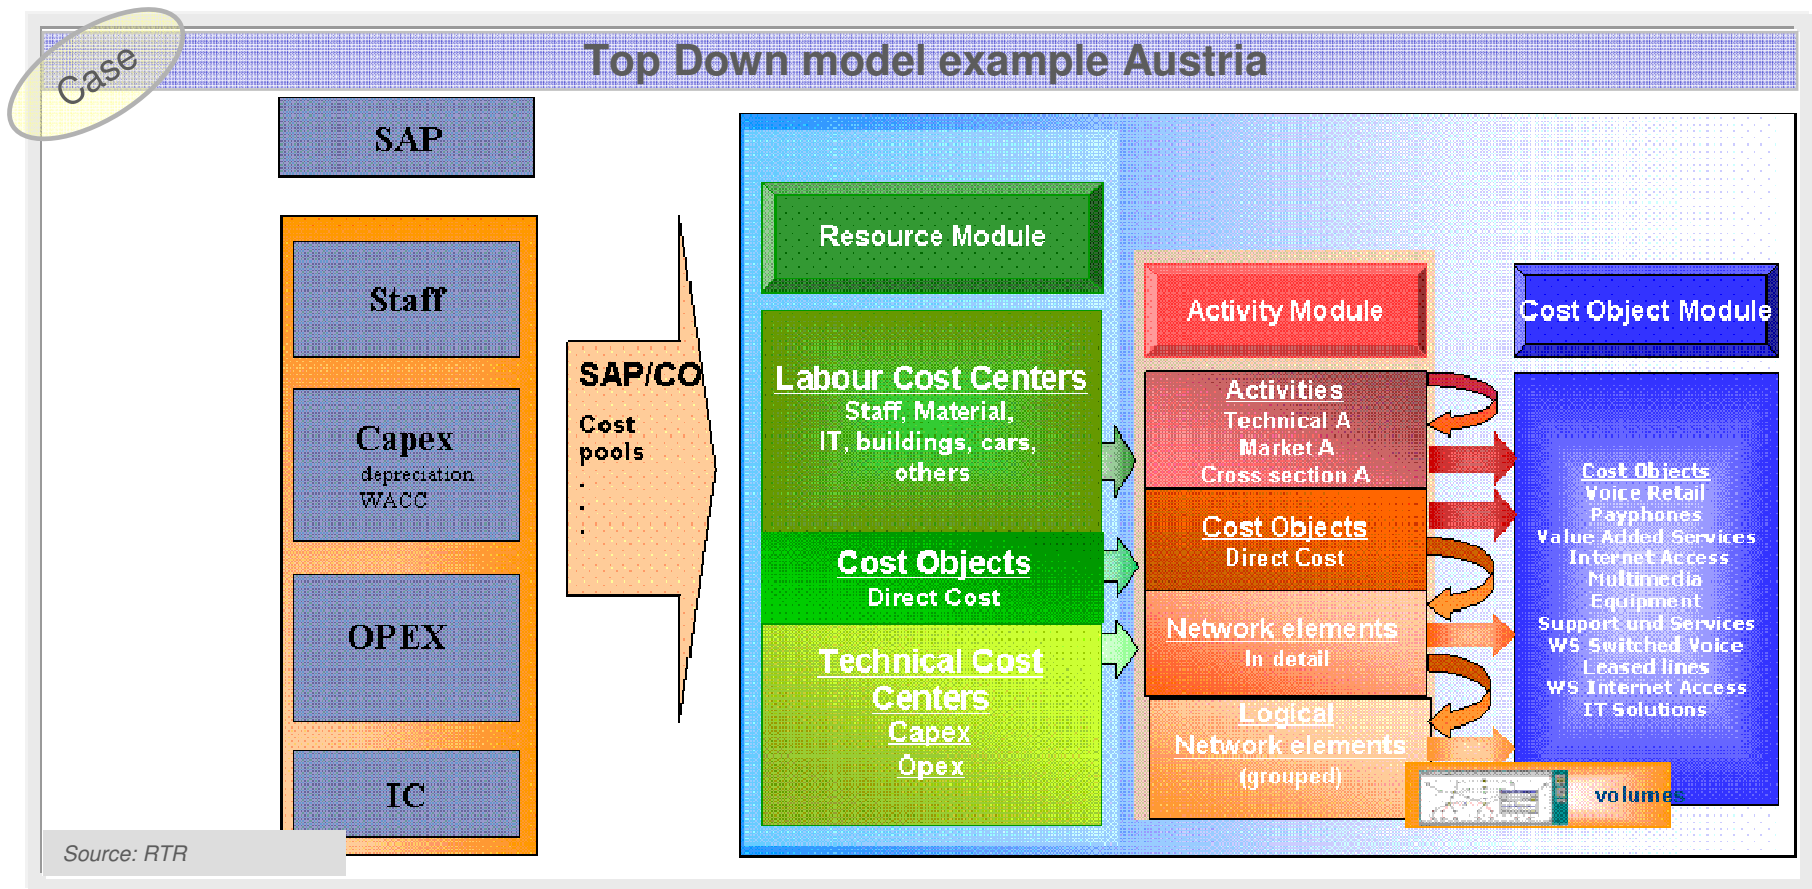 Case
Top Down model example Austria
SAP
Staff
Capex
depreciation
WACC
OPEX
IC
SAP/CO
Cost
pools
.
.
.
Resource Module
Labour Cost Centers
Staff, Material,
IT, buildings, cars,
others
Cost Objects
Direct Cost
Technical Cost
Centers
Capex
Opex
Activity Module
Activities
Technical A
Market A
Cross section A
Cost Objects
Direct Cost
Network elements
In detail
Logical
Network elements
(grouped)
Cost Object Module
Cost Objects
Voice Retail
Payphones
Value Added Services
Internet Access
Multimedia
Equipment
Support und Services
WS Switched Voice
Leased lines
WS Internet Access
IT Solutions
volumes
Source: RTR